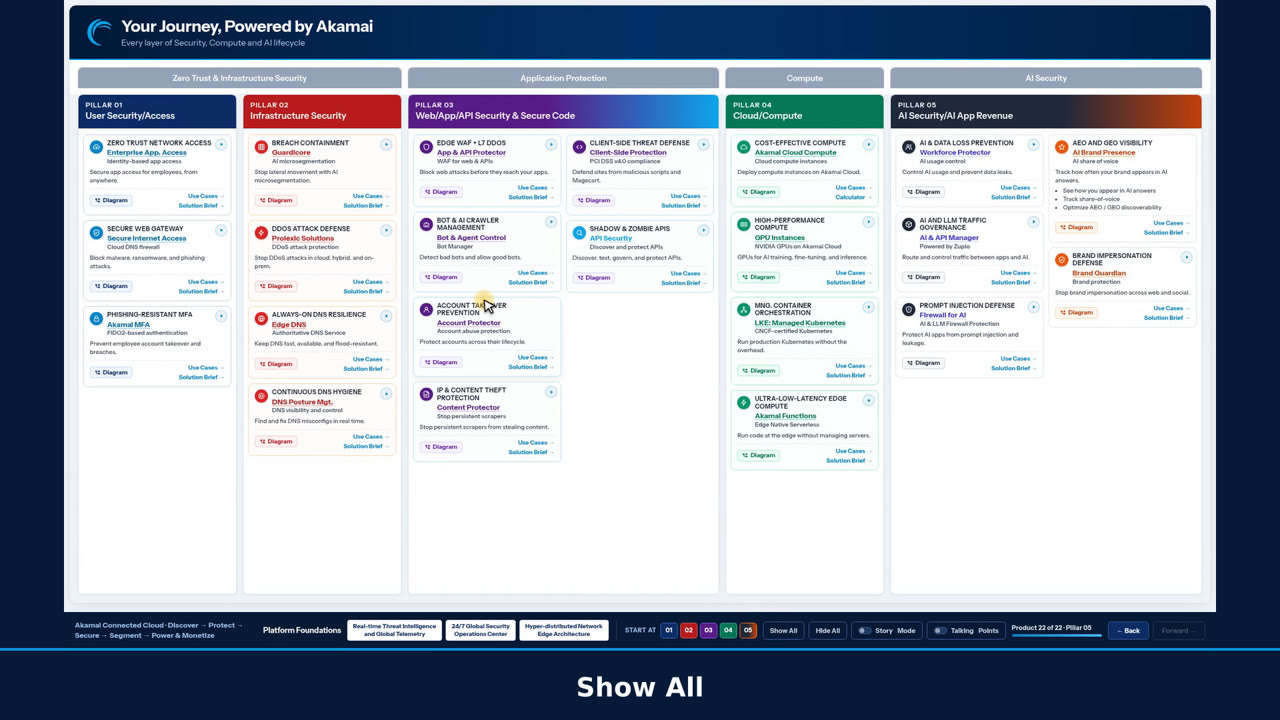 Your Journey, Powered by Akamai
Every layer of Security, Compute and AI lifecycle
Zero Trust & Infrastructure Security
Application Protection
Compute
AI Security
PILLAR 01
User Security/Access
PILLAR 02
Infrastructure Security
PILLAR 03
Web/App/API Security & Secure Code
PILLAR 04
Cloud/Compute
PILLAR 05
AI Security/AI App Revenue
ZERO TRUST NETWORK ACCESS
Enterprise App. Access
Identity-based app access
Secure app access for employees, from
anywhere.
Diagram
Use Cases →
Solution Brief →
SECURE WEB GATEWAY
Secure Internet Access
Cloud DNS firewall
Block malware, ransomware, and phishing
attacks.
Diagram
Use Cases →
Solution Brief →
PHISHING-RESISTANT MFA
Akamai MFA
FIDO2-based authentication
Prevent employee account takeover and
breaches.
Diagram
Use Cases →
Solution Brief →
BREACH CONTAINMENT
Guardicore
AI microsegmentation
Stop lateral movement with AI
microsegmentation.
Diagram
Use Cases →
Solution Brief →
DDOS ATTACK DEFENSE
Prolexic Solutions
DDoS attack protection
Stop DDoS attacks in cloud, hybrid, and on-
prem.
Diagram
Use Cases →
Solution Brief →
ALWAYS-ON DNS RESILIENCE
Edge DNS
Authoritative DNS Service
Keep DNS fast, available, and flood-resistant.
Diagram
Use Cases →
Solution Brief →
CONTINUOUS DNS HYGIENE
DNS Posture Mgt.
DNS visibility and control
Find and fix DNS misconfigs in real time.
Diagram
Use Cases →
Solution Brief →
EDGE WAF + L7 DDOS
App & API Protector
WAF for web & APIs
Block web attacks before they reach your apps.
Diagram
Use Cases →
Solution Brief →
BOT & AI CRAWLER
MANAGEMENT
Bot & Agent Control
Bot Manager
Detect bad bots and allow good bots.
Diagram
Use Cases →
Solution Brief →
ACCOUNT TAKEOVER
PREVENTION
Account Protector
Account abuse protection
Protect accounts across their lifecycle.
Diagram
Use Cases →
Solution Brief →
IP & CONTENT THEFT
PROTECTION
Content Protector
Stop persistent scrapers
Stop persistent scrapers from stealing content.
Diagram
Use Cases →
Solution Brief →
CLIENT-SIDE THREAT DEFENSE
Client-Side Protection
PCI DSS v4.0 compliance
Defend sites from malicious scripts and
Magecart.
Diagram
Use Cases →
Solution Brief →
SHADOW & ZOMBIE APIS
API Security
Discover and protect APIs
Discover, test, govern, and protect APIs.
Diagram
Use Cases →
Solution Brief →
COST-EFFECTIVE COMPUTE
Akamai Cloud Compute
Cloud compute instances
Deploy compute instances on Akamai Cloud.
Diagram
Use Cases →
Calculator →
HIGH-PERFORMANCE
COMPUTE
GPU Instances
NVIDIA GPUs on Akamai Cloud
GPUs for AI training, fine-tuning, and inference.
Diagram
Use Cases →
Solution Brief →
MNG. CONTAINER
ORCHESTRATION
LKE: Managed Kubernetes
CNCF-certified Kubernetes
Run production Kubernetes without the
overhead.
Diagram
Use Cases →
Solution Brief →
ULTRA-LOW-LATENCY EDGE
COMPUTE
Akamai Functions
Edge Native Serverless
Run code at the edge without managing servers.
Diagram
Use Cases →
Solution Brief →
AI & DATA LOSS PREVENTION
Workforce Protector
AI usage control
Control AI usage and prevent data leaks.
Diagram
Use Cases →
Solution Brief →
AI AND LLM TRAFFIC
GOVERNANCE
AI & API Manager
Powered by Zuplo
Route and control traffic between apps and AI.
Diagram
Use Cases →
Solution Brief →
PROMPT INJECTION DEFENSE
Firewall for AI
AI & LLM Firewall Protection
Protect AI apps from prompt injection and
leakage.
Diagram
Use Cases →
Solution Brief →
AEO AND GEO VISIBILITY
AI Brand Presence
AI share of voice
Track how often your brand appears in AI
answers.
• See how you appear in AI answers
• Track share-of-voice
• Optimize AEO / GEO discoverability
Diagram
Use Cases →
Solution Brief →
BRAND IMPERSONATION
DEFENSE
Brand Guardian
Brand protection
Stop brand impersonation across web and social.
Diagram
Use Cases →
Solution Brief →
Akamai Connected Cloud · Discover → Protect →
Secure → Segment → Power & Monetize
Platform Foundations
Real-time Threat Intelligence
and Global Telemetry
24/7 Global Security
Operations Center
Hyper-distributed Network
Edge Architecture
START AT 01 02 03 04 05
Show All
Hide All
Story Mode
Talking Points
Product 22 of 22 · Pillar 05
← Back
Forward →
Show All